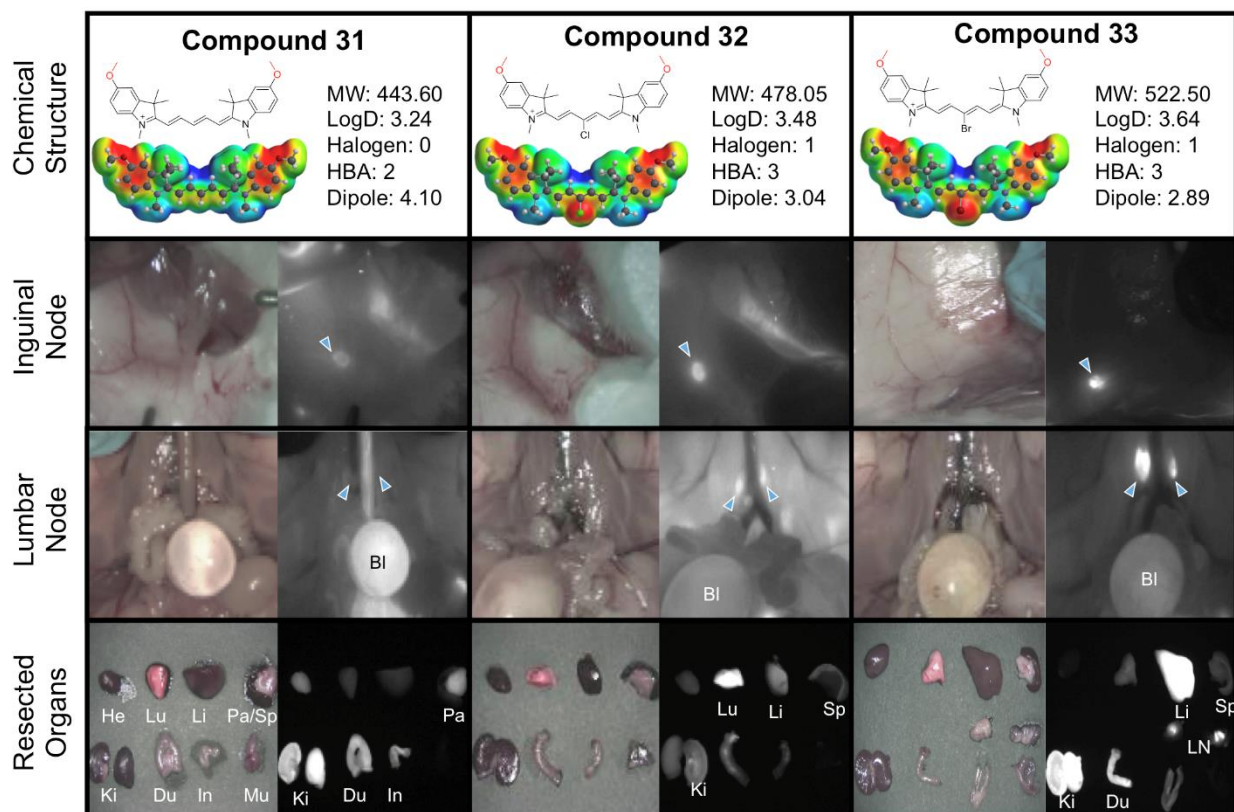 Chemical
Structure
Compound 31
O
O
N+
N
MW: 443.60
LogD: 3.24
Halogen: 0
HBA: 2
Dipole: 4.10
Compound 32
O
O
N+
N
Cl
MW: 478.05
LogD: 3.48
Halogen: 1
HBA: 3
Dipole: 3.04
Compound 33
O
O
N+
N
Br
MW: 522.50
LogD: 3.64
Halogen: 1
HBA: 3
Dipole: 2.89
Inguinal
Node
Lumbar
Node
Bl
Bl
Bl
Resected
Organs
He Lu Li Pa/Sp
Ki Du In Mu
Pa
Ki Du In
Lu Li Sp
Ki
Li Sp
LN
Ki Du